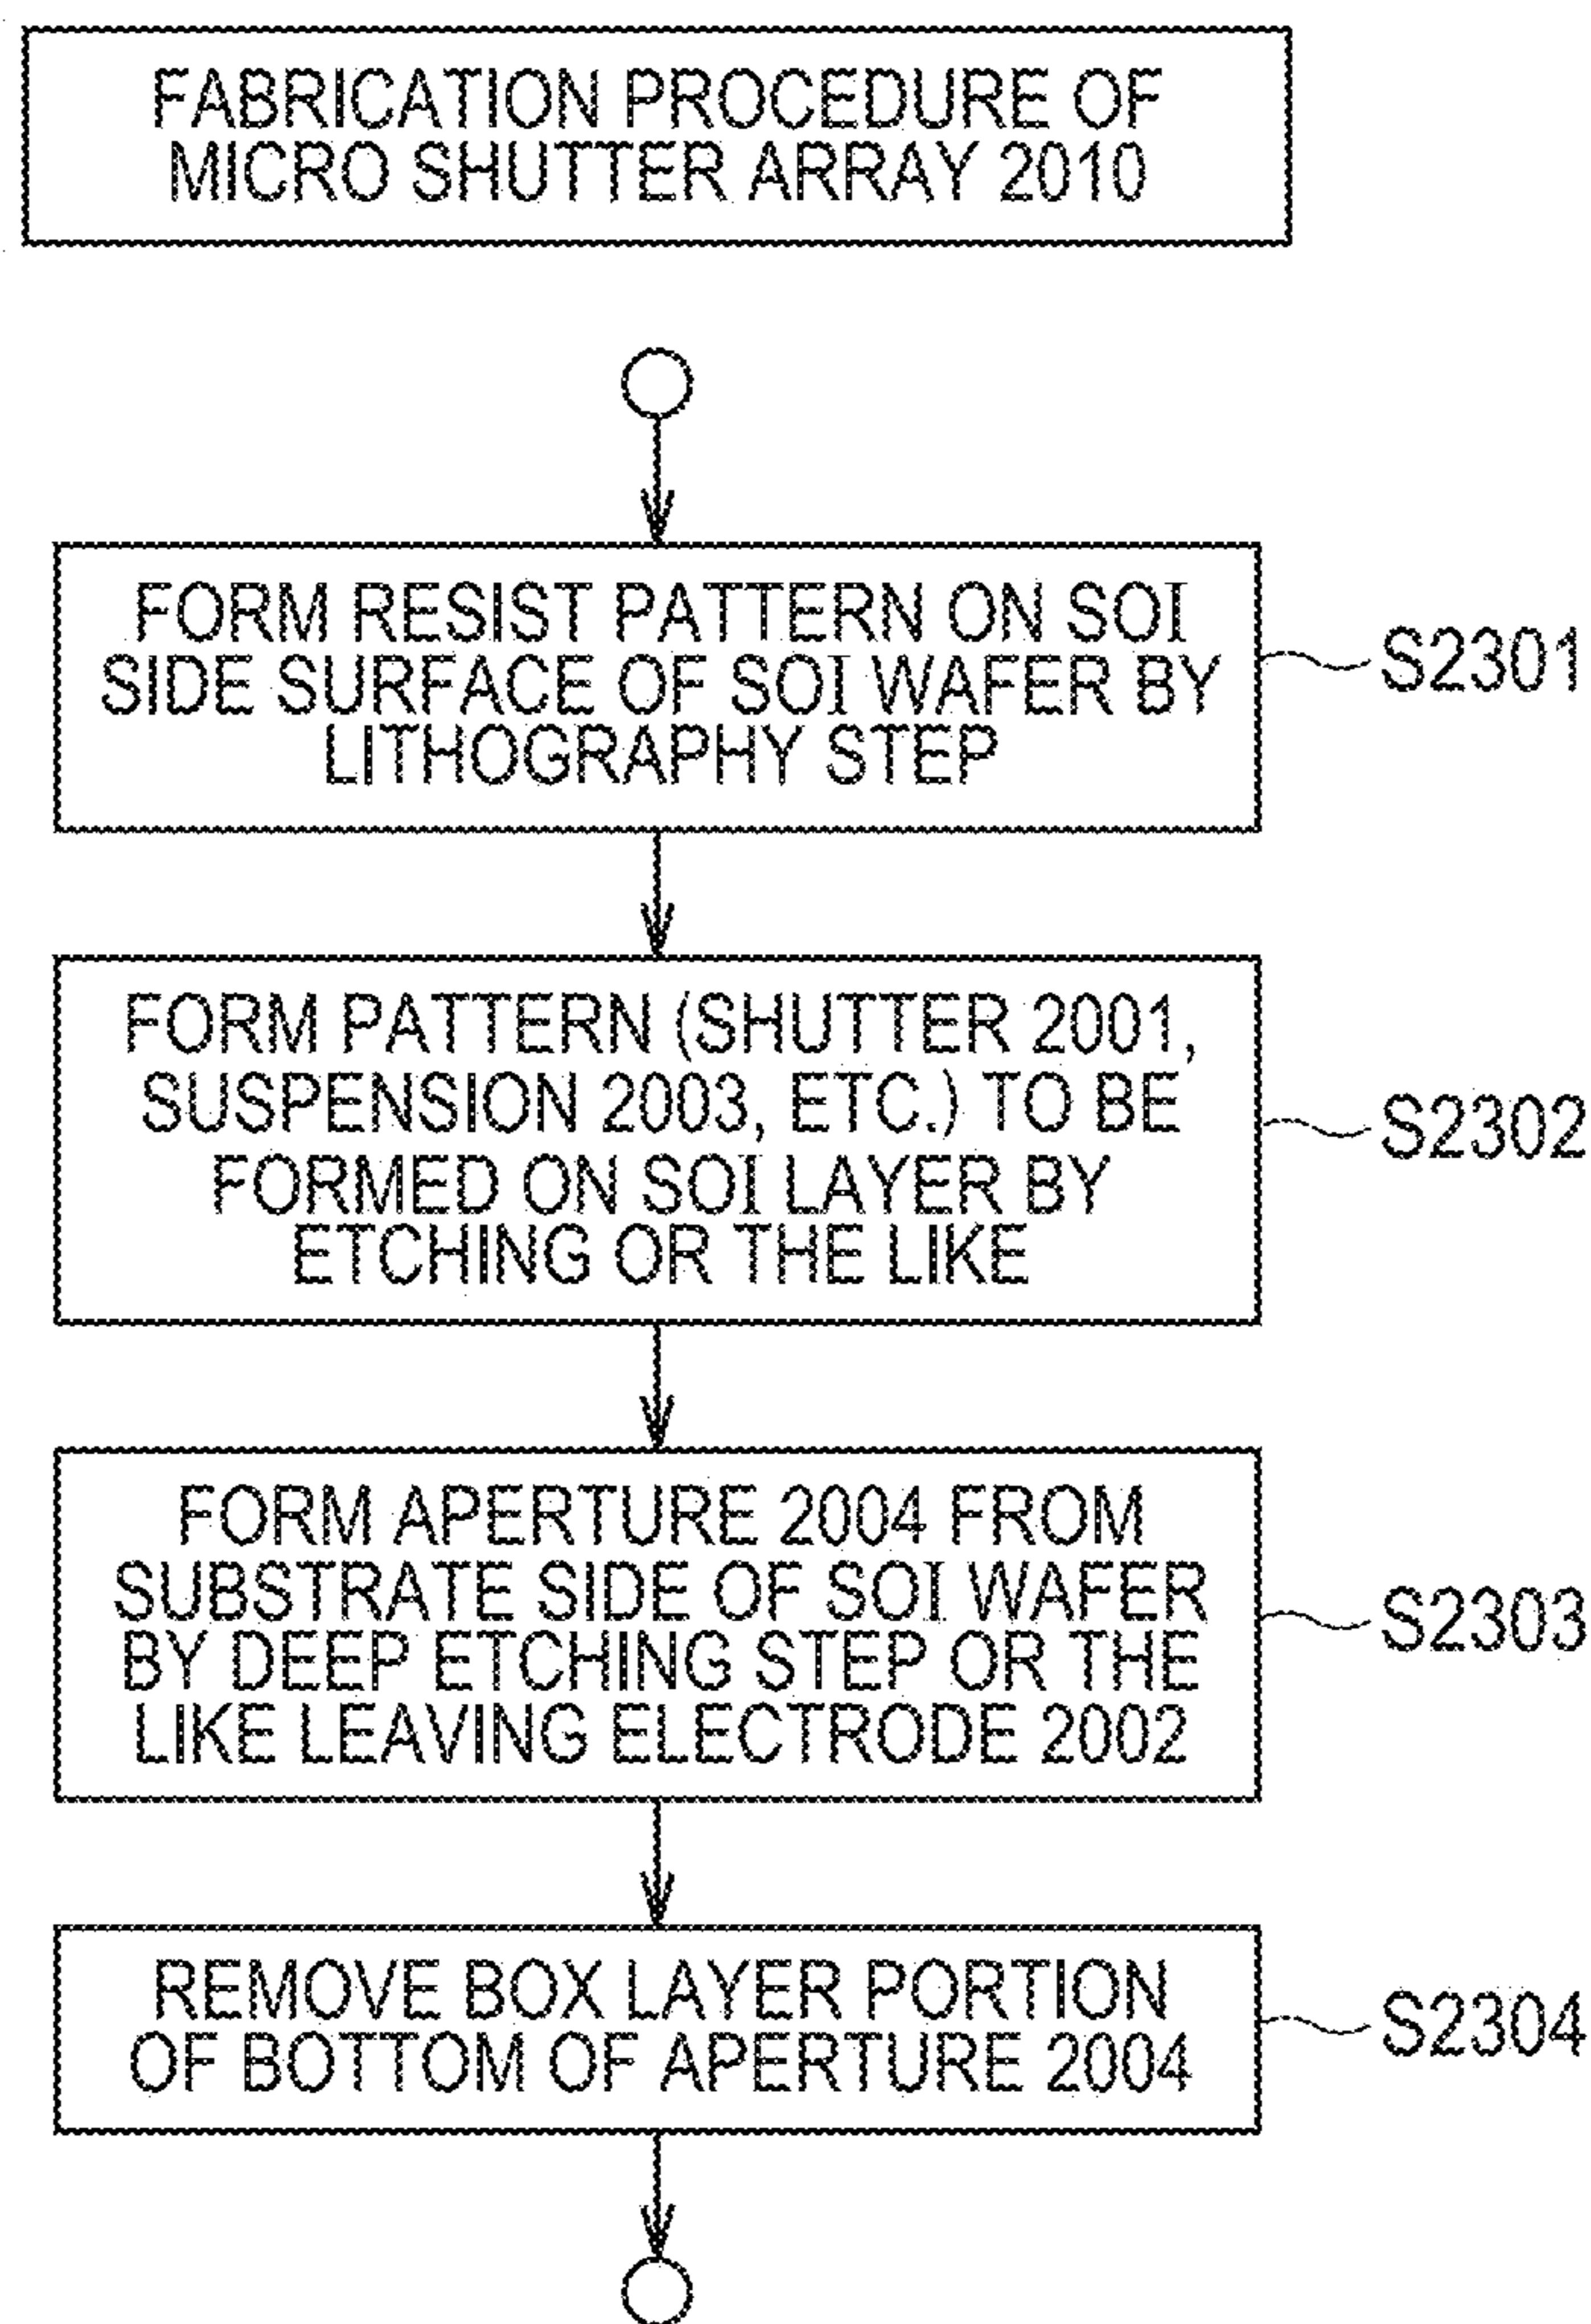 FABRICATION PROCEDURE OF
MICRO SHUTTER ARRAY 2010
FORM RESIST PATTERN ON SOI
SIDE SURFACE OF SOI WAFER BY
LITHOGRAPHY STEP
S2301
FORM PATTERN (SHUTTER 2001,
SUSPENSION 2003, ETC.) TO BE
FORMED ON SOI LAYER BY
ETCHING OR THE LIKE
S2302
FORM APERTURE 2004 FROM
SUBSTRATE SIDE OF SOI WAFER
BY DEEP ETCHING STEP OR THE
LIKE LEAVING ELECTRODE 2002
S2303
REMOVE BOX LAYER PORTION
OF BOTTOM OF APERTURE 2004
S2304